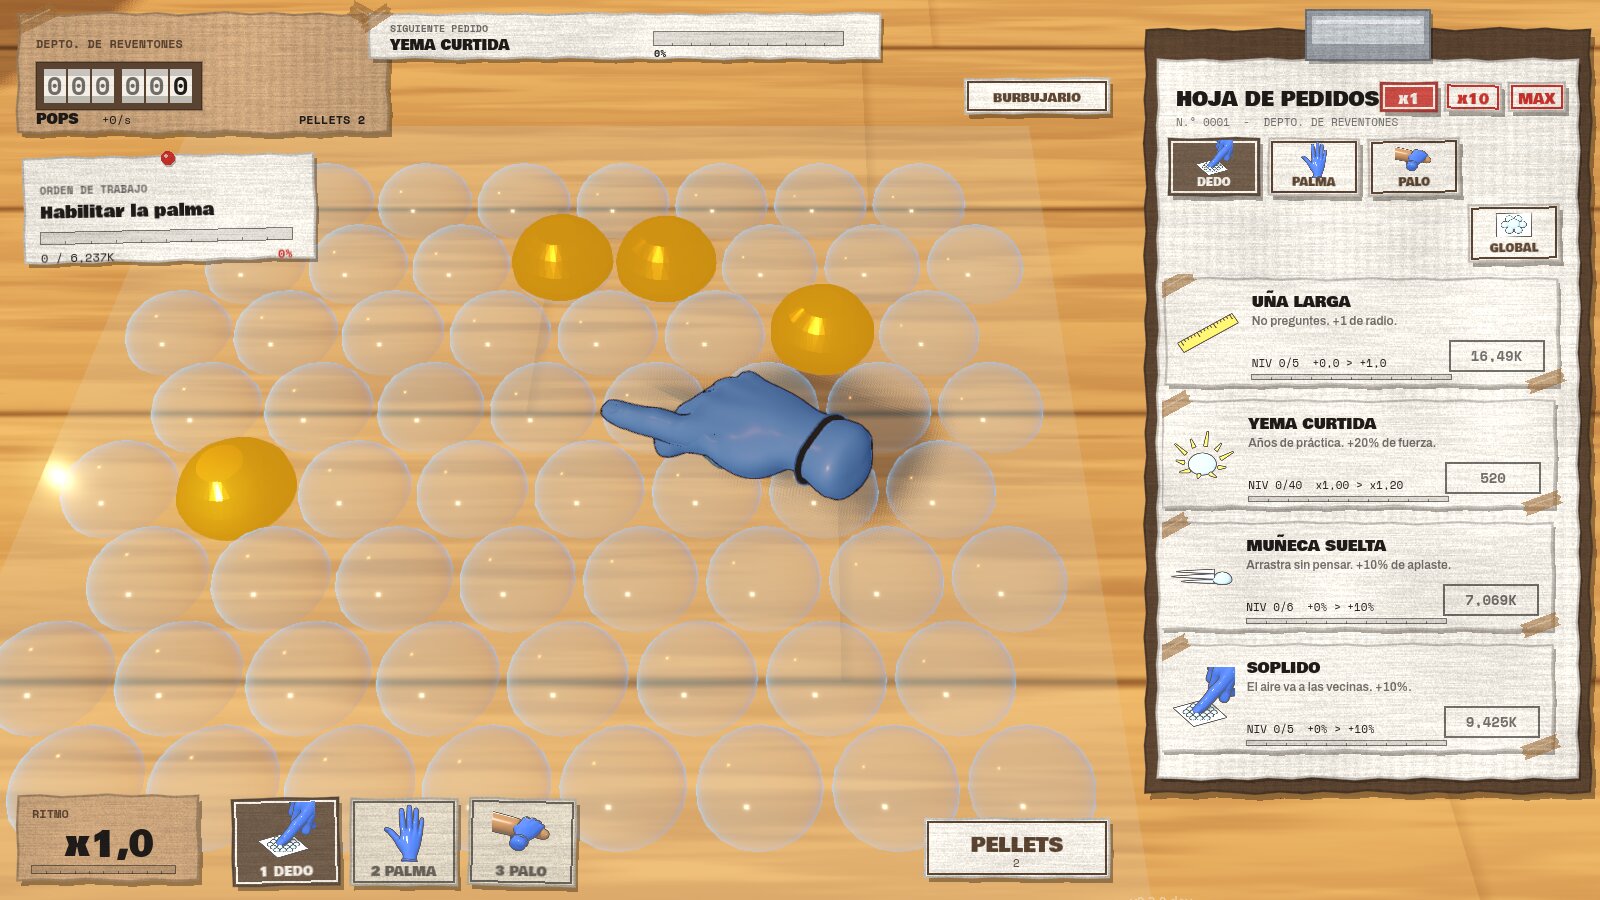 DEPTO. DE REVENTONES
000000
POPS +0/s PELLETS 2
SIGUIENTE PEDIDO
YEMA CURTIDA
0%
BURBUJARIO
ORDEN DE TRABAJO
Habilitar la palma
0 / 6,237K 0%
HOJA DE PEDIDOS x1 x10 MAX
N.° 0001 - DEPTO. DE REVENTONES
DEDO PALMA PALO
GLOBAL
UÑA LARGA
No preguntes. +1 de radio.
NIV 0/5 +0,0 > +1,0
16,49K
YEMA CURTIDA
Años de práctica. +20% de fuerza.
NIV 0/40 x1,00 > x1,20
520
MUÑECA SUELTA
Arrastra sin pensar. +10% de aplaste.
NIV 0/6 +0% > +10%
7,069K
SOPLIDO
El aire va a las vecinas. +10%.
NIV 0/5 +0% > +10%
9,425K
RITMO
x1,0
1 DEDO 2 PALMA 3 PALO
PELLETS
2